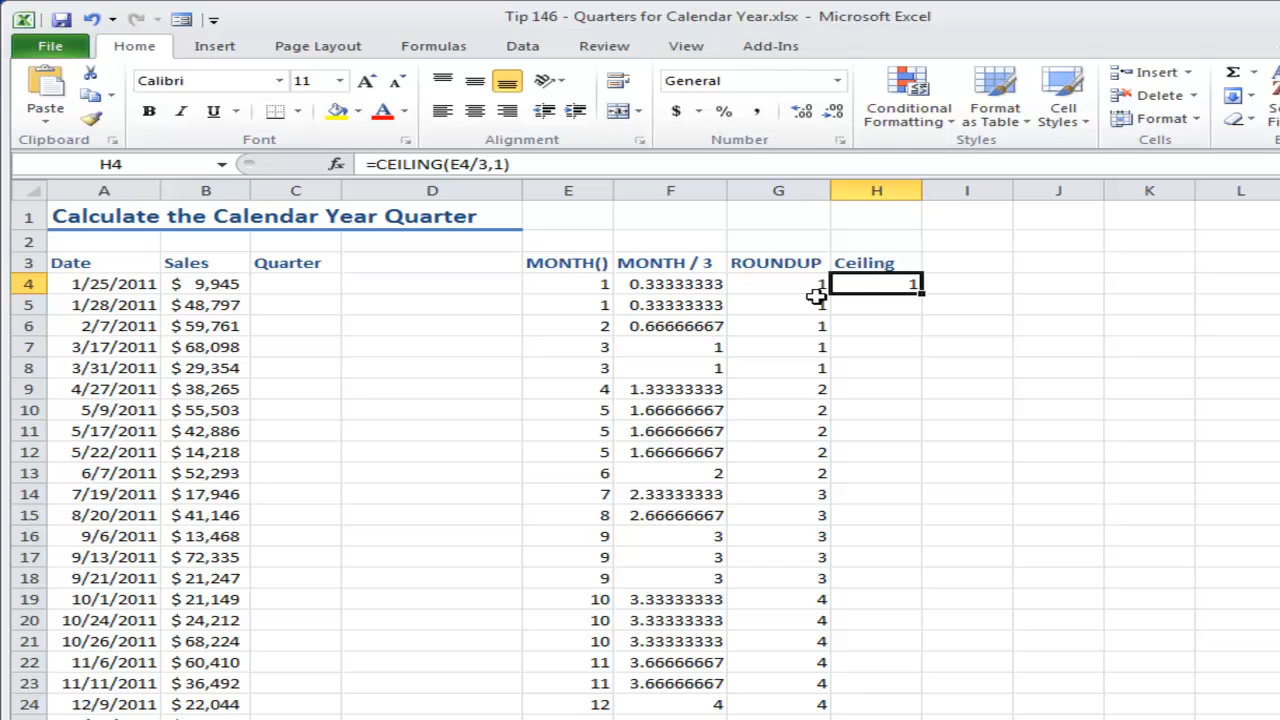 Tip 146 - Quarters for Calendar Year.xlsx - Microsoft Excel
File Home Insert Page Layout Formulas Data Review View Add-Ins
Calibri 11 General
Paste Conditional Formatting Format as Table Cell Styles Insert Delete Format
B I U $ % ,
Clipboard Font Alignment Number Styles Cells
H4 fx =CEILING(E4/3,1)
A B C D E F G H I J K L
1 Calculate the Calendar Year Quarter
2
3 Date Sales Quarter MONTH() MONTH / 3 ROUNDUP Ceiling
4 1/25/2011 $ 9,945 1 0.33333333 1 1
5 1/28/2011 $ 48,797 1 0.33333333 1
6 2/7/2011 $ 59,761 2 0.66666667 1
7 3/17/2011 $ 68,098 3 1 1
8 3/31/2011 $ 29,354 3 1 1
9 4/27/2011 $ 38,265 4 1.33333333 2
10 5/9/2011 $ 55,503 5 1.66666667 2
11 5/17/2011 $ 42,886 5 1.66666667 2
12 5/22/2011 $ 14,218 5 1.66666667 2
13 6/7/2011 $ 52,293 6 2 2
14 7/19/2011 $ 17,946 7 2.33333333 3
15 8/20/2011 $ 41,146 8 2.66666667 3
16 9/6/2011 $ 13,468 9 3 3
17 9/13/2011 $ 72,335 9 3 3
18 9/21/2011 $ 21,247 9 3 3
19 10/1/2011 $ 21,149 10 3.33333333 4
20 10/24/2011 $ 24,212 10 3.33333333 4
21 10/26/2011 $ 68,224 10 3.33333333 4
22 11/6/2011 $ 60,410 11 3.66666667 4
23 11/11/2011 $ 36,492 11 3.66666667 4
24 12/9/2011 $ 22,044 12 4 4